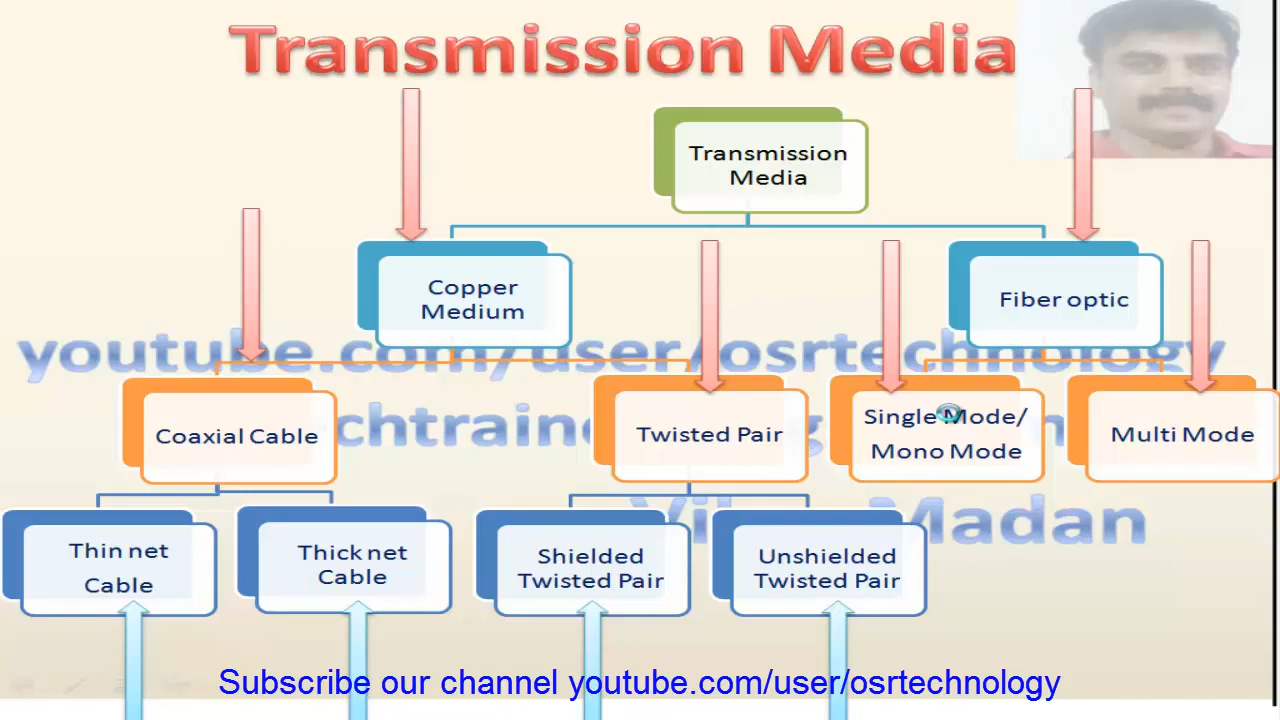 Transmission Media
Transmission
Media
Copper
Medium
Fiber optic
youtube.com/user/osrtechnology
Coaxial Cable
Twisted Pair
Single Mode/
Mono Mode
Multi Mode
Madan
Thin net
Cable
Thick net
Cable
Shielded
Twisted Pair
Unshielded
Twisted Pair
Subscribe our channel youtube.com/user/osrtechnology